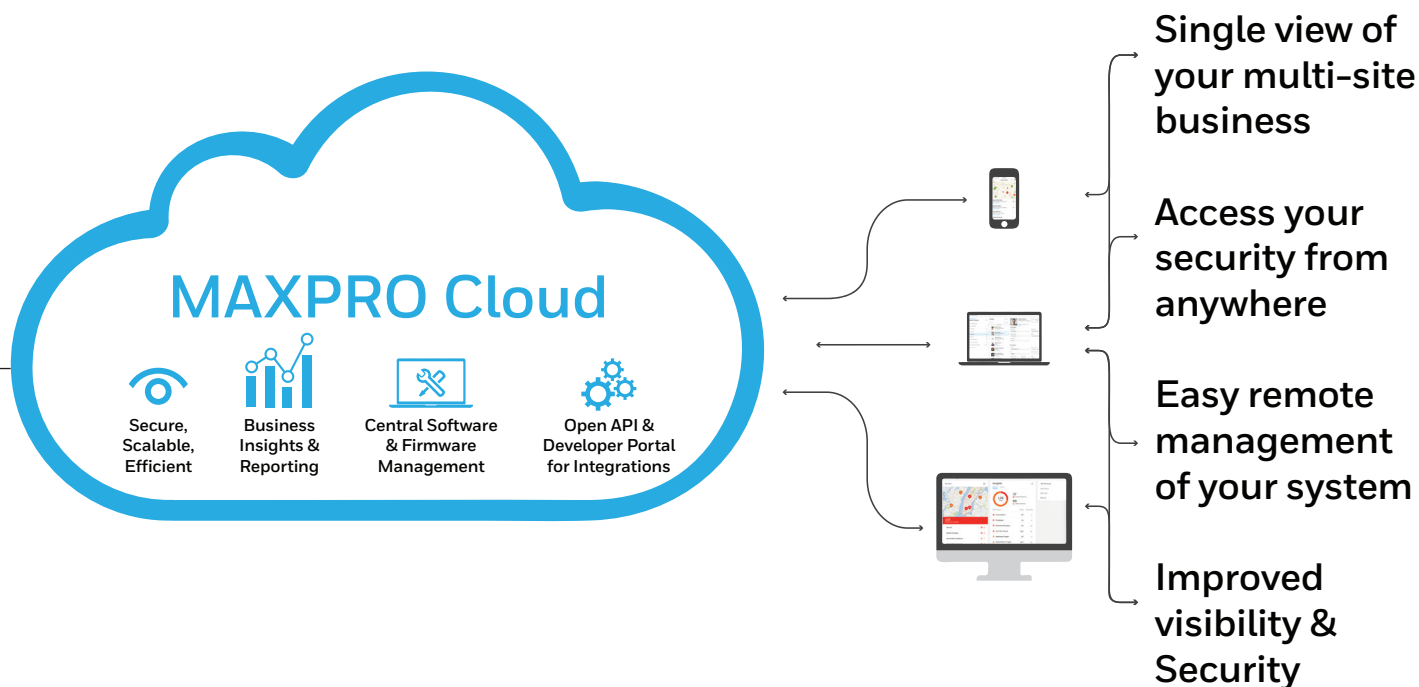 MAXPRO Cloud
Secure,
Scalable,
Efficient
Business
Insights &
Reporting
Central Software
& Firmware
Management
Open API &
Developer Portal
for Integrations
Single view of
your multi-site
business
Access your
security from
anywhere
Easy remote
management
of your system
Improved
visibility &
Security